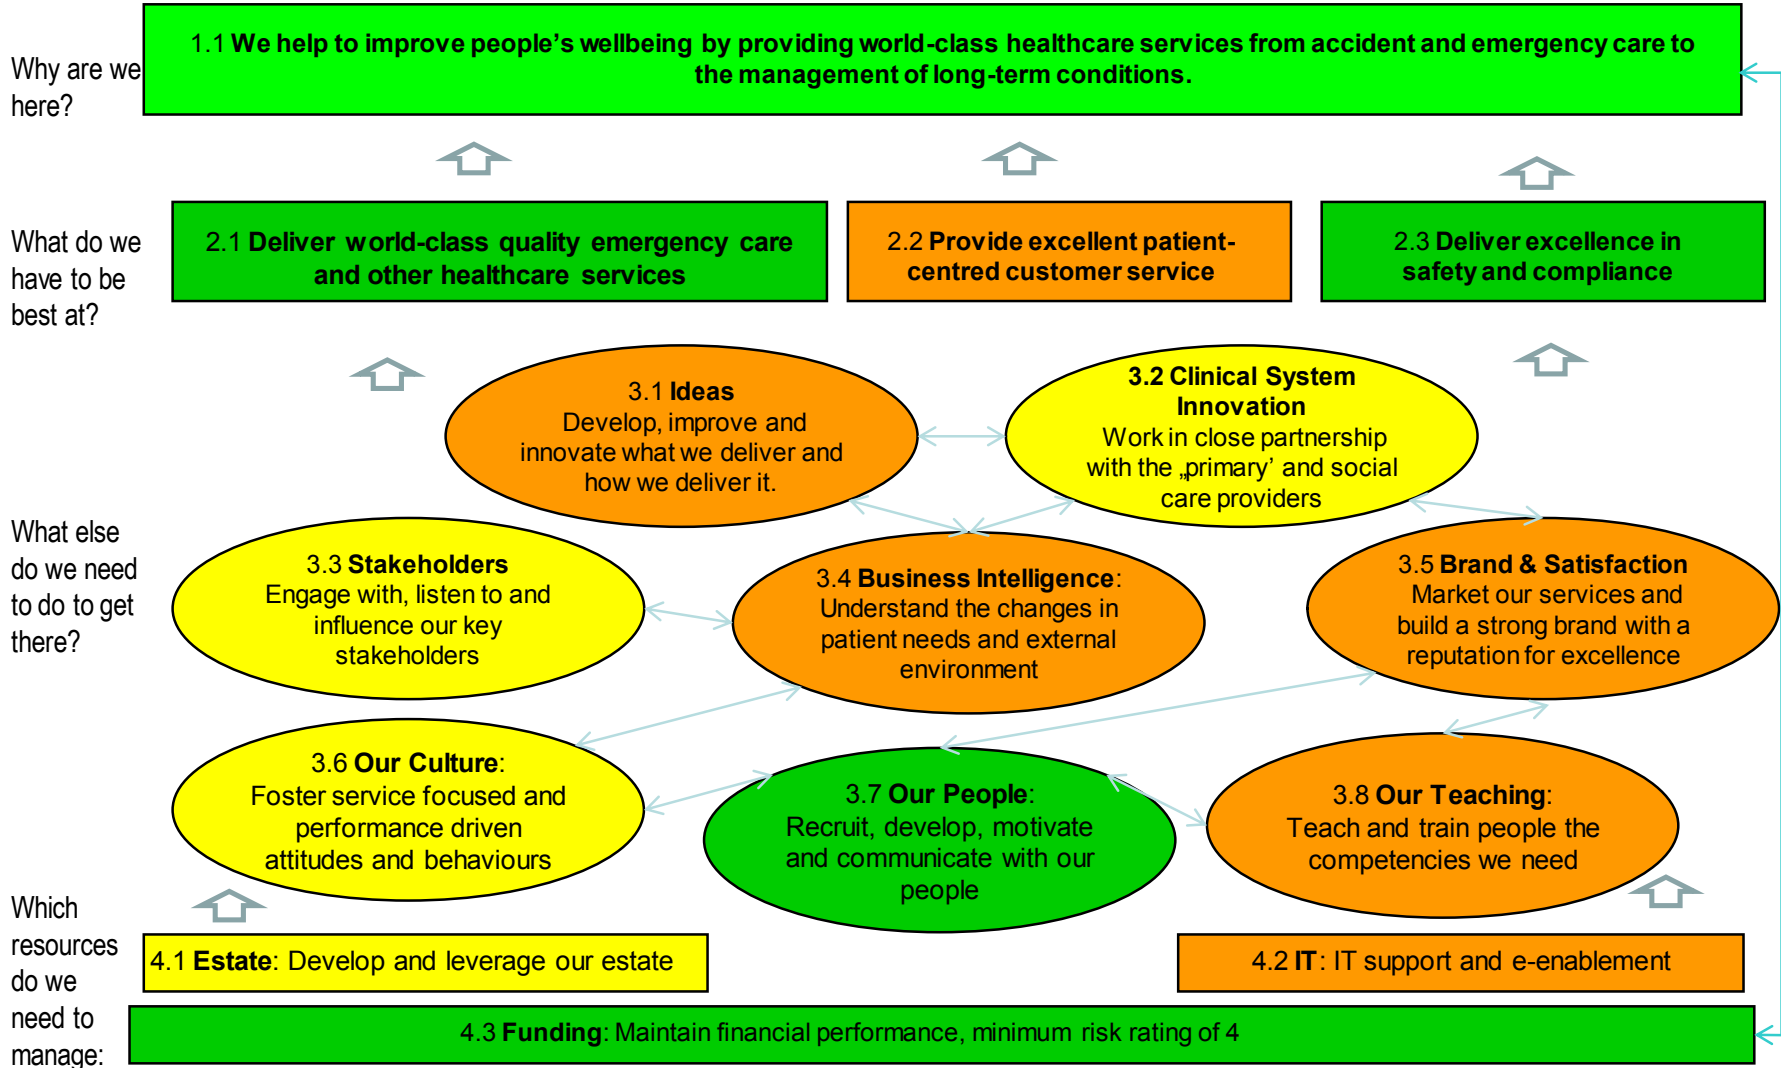 Why are we
here?
1.1 We help to improve people's wellbeing by providing world-class healthcare services from accident and emergency care to
the management of long-term conditions.
What do we
have to be
best at?
2.1 Deliver world-class quality emergency care
and other healthcare services
2.2 Provide excellent patient-
centred customer service
2.3 Deliver excellence in
safety and compliance
What else
do we need
to do to get
there?
3.1 Ideas
Develop, improve and
innovate what we deliver and
how we deliver it.
3.2 Clinical System
Innovation
Work in close partnership
with the „primary’ and social
care providers
3.3 Stakeholders
Engage with, listen to and
influence our key
stakeholders
3.4 Business Intelligence:
Understand the changes in
patient needs and external
environment
3.5 Brand & Satisfaction
Market our services and
build a strong brand with a
reputation for excellence
3.6 Our Culture:
Foster service focused and
performance driven
attitudes and behaviours
3.7 Our People:
Recruit, develop, motivate
and communicate with our
people
3.8 Our Teaching:
Teach and train people the
competencies we need
Which
resources
do we
need to
manage:
4.1 Estate: Develop and leverage our estate
4.2 IT: IT support and e-enablement
4.3 Funding: Maintain financial performance, minimum risk rating of 4